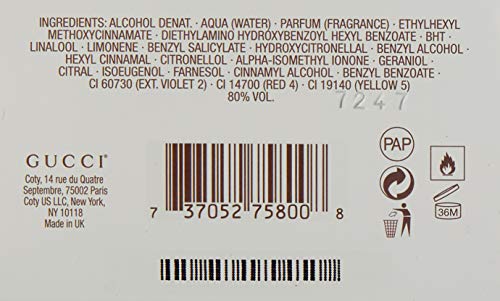 INGREDIENTS: ALCOHOL DENAT. · AQUA (WATER) · PARFUM (FRAGRANCE) · ETHYLHEXYL
METHOXYCINNAMATE · DIETHYLAMINO HYDROXYBENZOYL HEXYL BENZOATE · BHT ·
LINALOOL · LIMONENE · BENZYL SALICYLATE · HYDROXYCITRONELLAL · BENZYL ALCOHOL ·
HEXYL CINNAMAL · CITRONELLOL · ALPHA-ISOMETHYL IONONE · GERANIOL ·
CITRAL · ISOEUGENOL · FARNESOL · CINNAMYL ALCOHOL · BENZYL BENZOATE ·
CI 60730 (EXT. VIOLET 2) · CI 14700 (RED 4) · CI 19140 (YELLOW 5)
80% VOL.
7247
GUCCI
Coty, 14 rue du Quatre
Septembre, 75002 Paris
Coty US LLC, New York,
NY 10118
Made in UK
7 37052 75800 8
PAP
36M